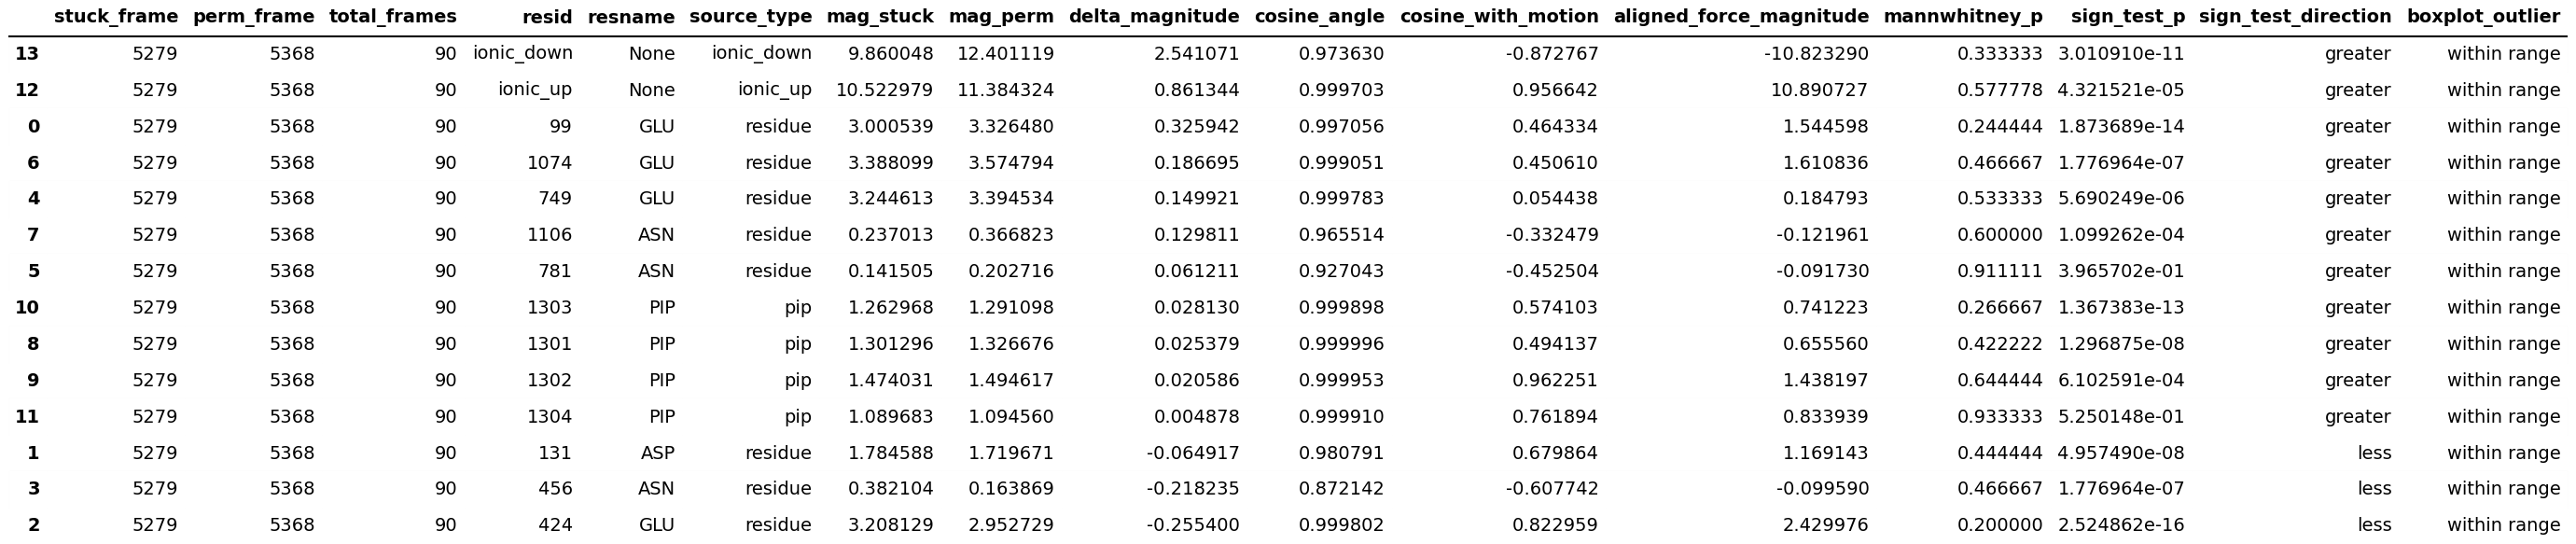 stuck_frame perm_frame total_frames resid resname source_type mag_stuck mag_perm delta_magnitude cosine_angle cosine_with_motion aligned_force_magnitude mannwhitney_p sign_test_p sign_test_direction boxplot_outlier
13 5279 5368 90 ionic_down None ionic_down 9.860048 12.401119 2.541071 0.973630 -0.872767 -10.823290 0.333333 3.010910e-11 greater within range
12 5279 5368 90 ionic_up None ionic_up 10.522979 11.384324 0.861344 0.999703 0.956642 10.890727 0.577778 4.321521e-05 greater within range
0 5279 5368 90 99 GLU residue 3.000539 3.326480 0.325942 0.997056 0.464334 1.544598 0.244444 1.873689e-14 greater within range
6 5279 5368 90 1074 GLU residue 3.388099 3.574794 0.186695 0.999051 0.450610 1.610836 0.466667 1.776964e-07 greater within range
4 5279 5368 90 749 GLU residue 3.244613 3.394534 0.149921 0.999783 0.054438 0.184793 0.533333 5.690249e-06 greater within range
7 5279 5368 90 1106 ASN residue 0.237013 0.366823 0.129811 0.965514 -0.332479 -0.121961 0.600000 1.099262e-04 greater within range
5 5279 5368 90 781 ASN residue 0.141505 0.202716 0.061211 0.927043 -0.452504 -0.091730 0.911111 3.965702e-01 greater within range
10 5279 5368 90 1303 PIP pip 1.262968 1.291098 0.028130 0.999898 0.574103 0.741223 0.266667 1.367383e-13 greater within range
8 5279 5368 90 1301 PIP pip 1.301296 1.326676 0.025379 0.999996 0.494137 0.655560 0.422222 1.296875e-08 greater within range
9 5279 5368 90 1302 PIP pip 1.474031 1.494617 0.020586 0.999953 0.962251 1.438197 0.644444 6.102591e-04 greater within range
11 5279 5368 90 1304 PIP pip 1.089683 1.094560 0.004878 0.999910 0.761894 0.833939 0.933333 5.250148e-01 greater within range
1 5279 5368 90 131 ASP residue 1.784588 1.719671 -0.064917 0.980791 0.679864 1.169143 0.444444 4.957490e-08 less within range
3 5279 5368 90 456 ASN residue 0.382104 0.163869 -0.218235 0.872142 -0.607742 -0.099590 0.466667 1.776964e-07 less within range
2 5279 5368 90 424 GLU residue 3.208129 2.952729 -0.255400 0.999802 0.822959 2.429976 0.200000 2.524862e-16 less within range